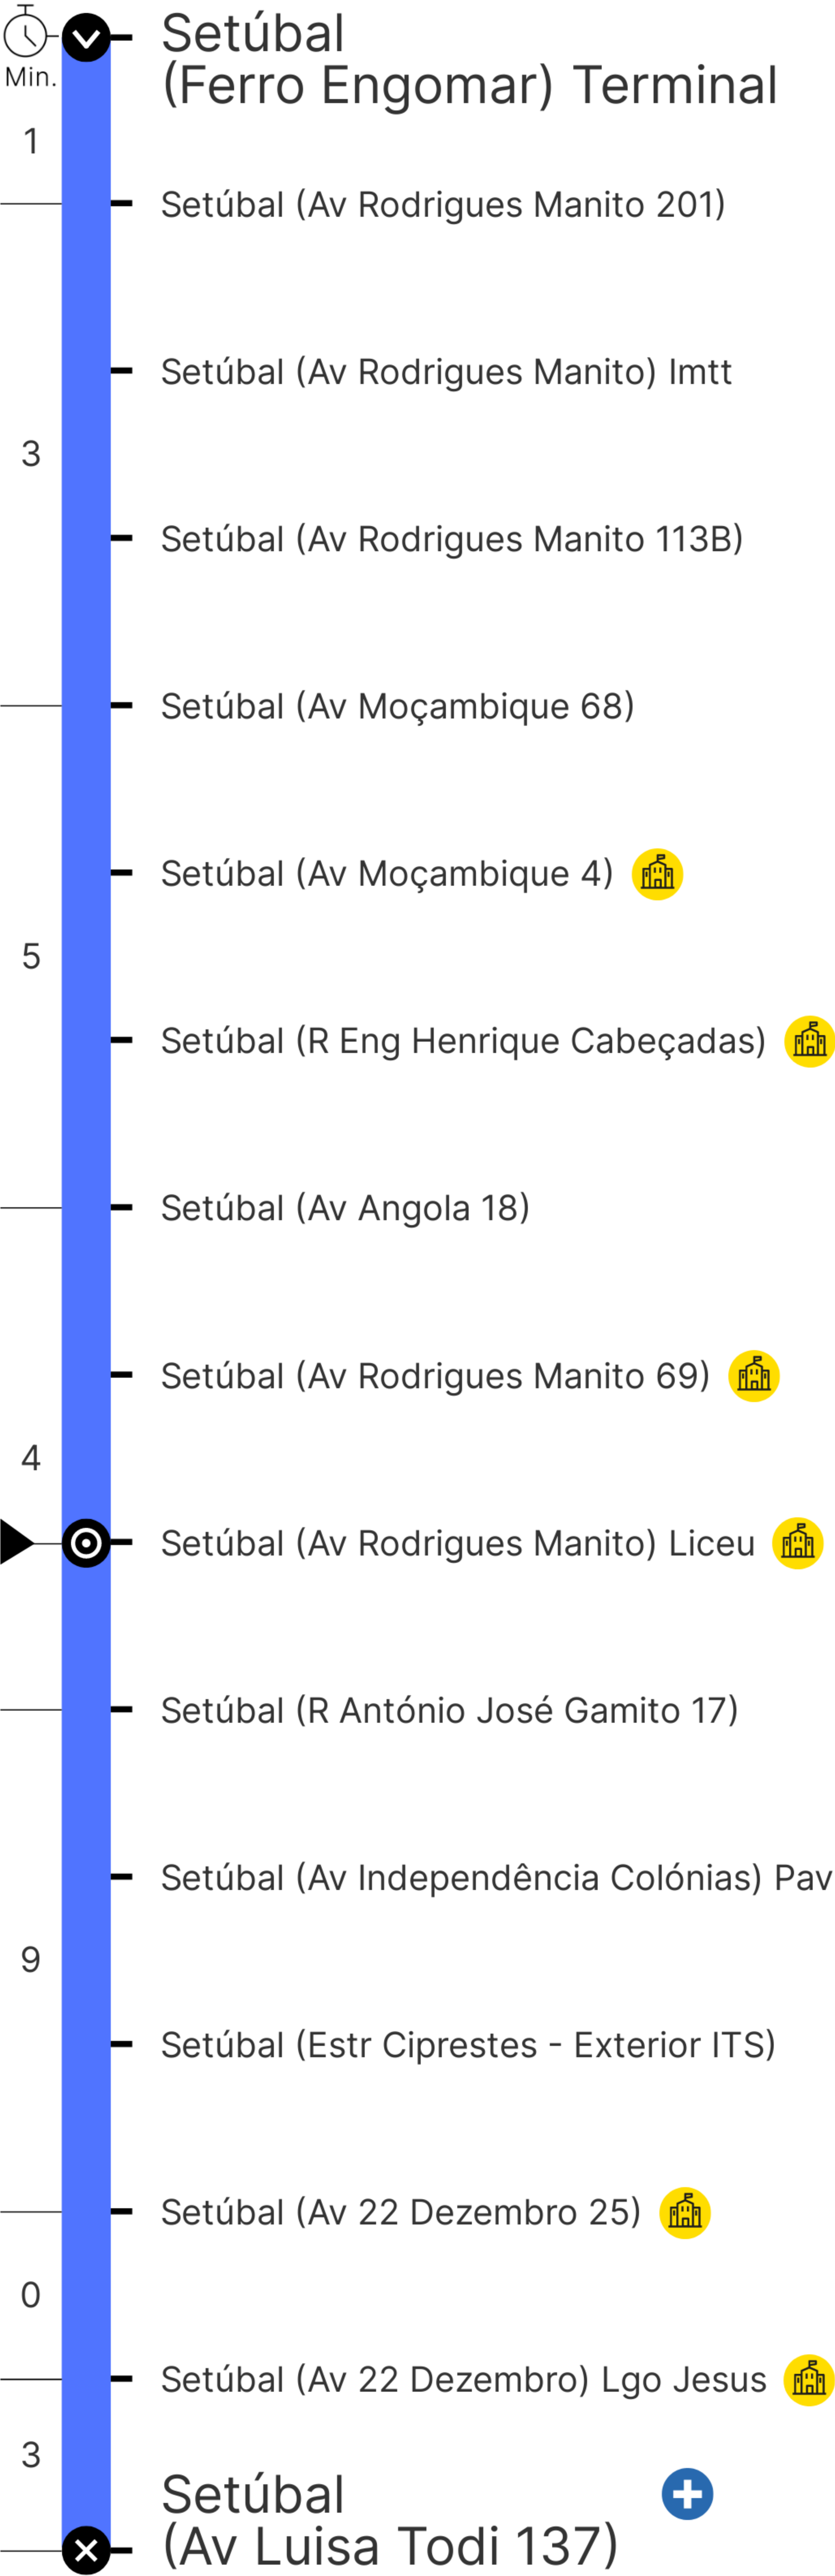 Setúbal
(Ferro Engomar) Terminal
Min.
1
Setúbal (Av Rodrigues Manito 201)
Setúbal (Av Rodrigues Manito) Imtt
3
Setúbal (Av Rodrigues Manito 113B)
Setúbal (Av Moçambique 68)
Setúbal (Av Moçambique 4)
5
Setúbal (R Eng Henrique Cabeçadas)
Setúbal (Av Angola 18)
Setúbal (Av Rodrigues Manito 69)
4
Setúbal (Av Rodrigues Manito) Liceu
Setúbal (R António José Gamito 17)
Setúbal (Av Independência Colónias) Pav
9
Setúbal (Estr Ciprestes - Exterior ITS)
Setúbal (Av 22 Dezembro 25)
0
Setúbal (Av 22 Dezembro) Lgo Jesus
3
Setúbal
(Av Luisa Todi 137)